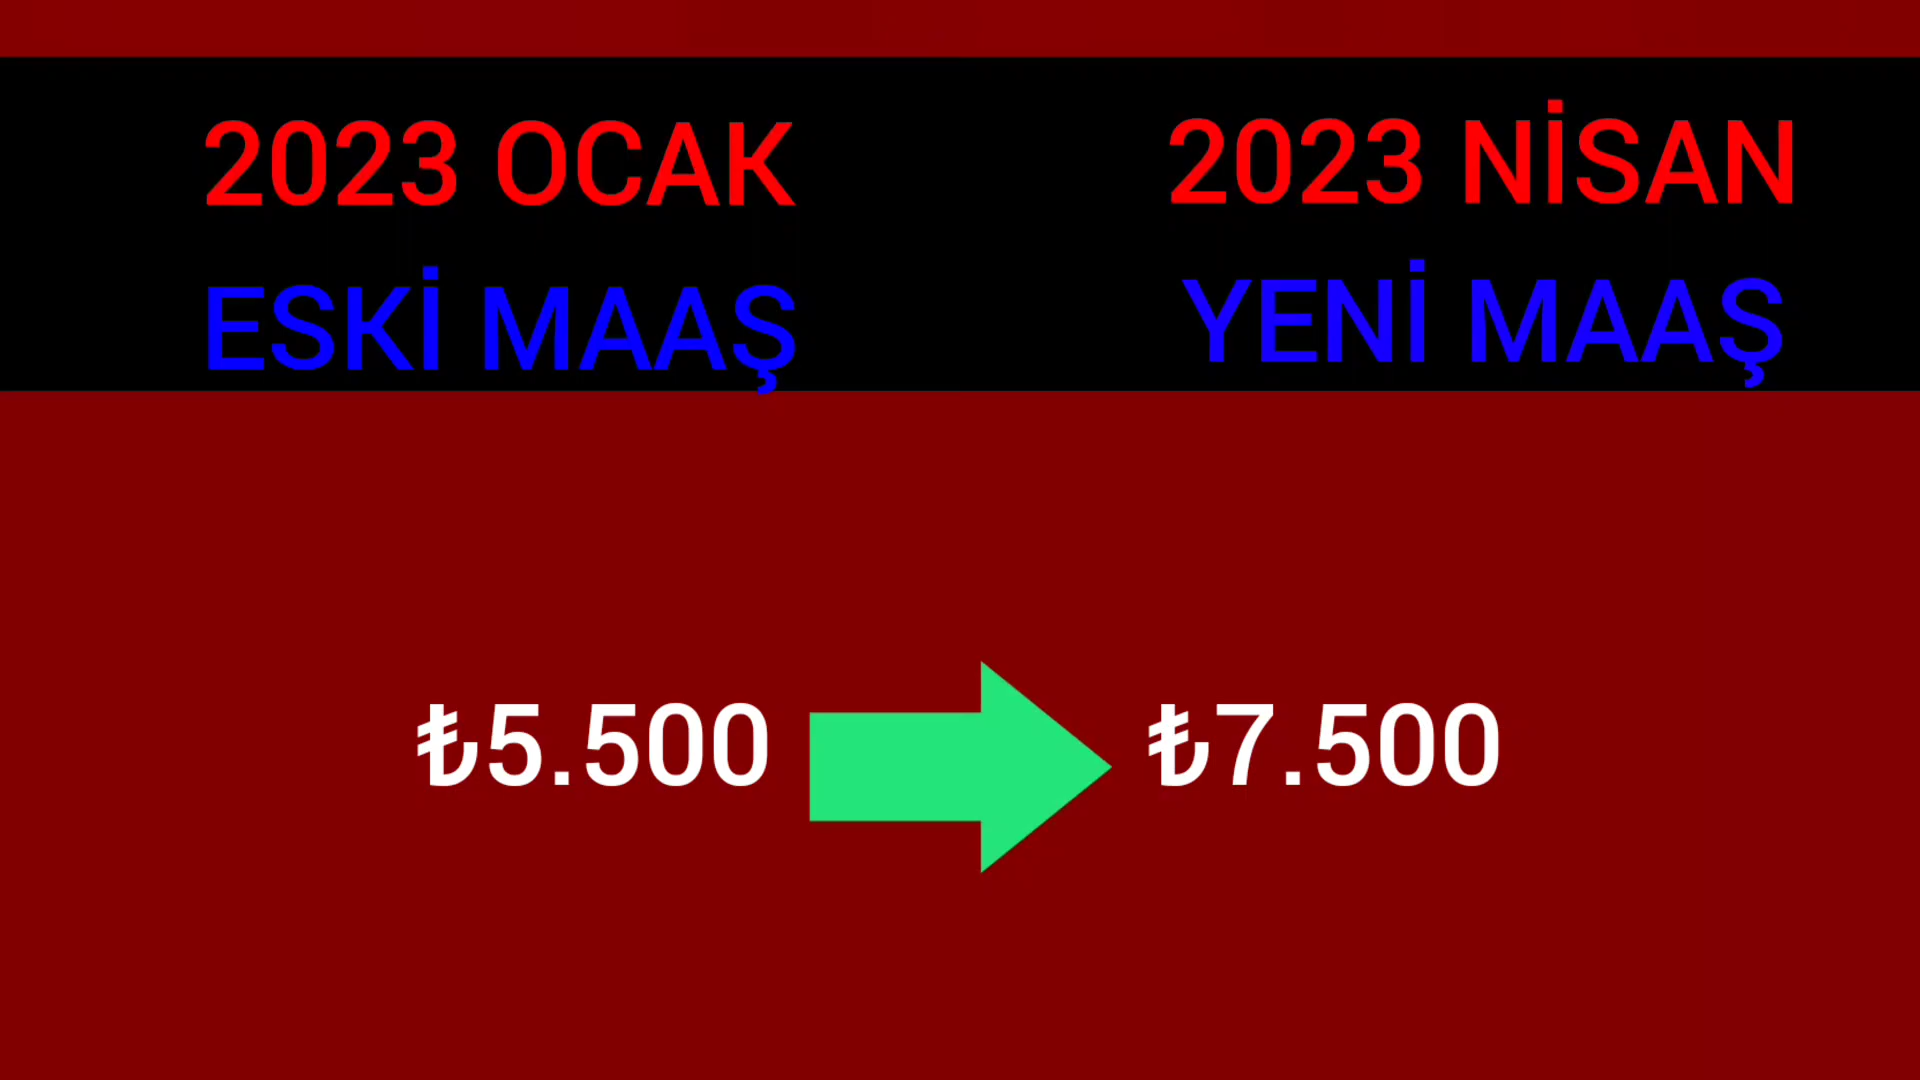 2023 OCAK
ESKİ MAAŞ
2023 NİSAN
YENİ MAAŞ
₺5.500
₺7.500